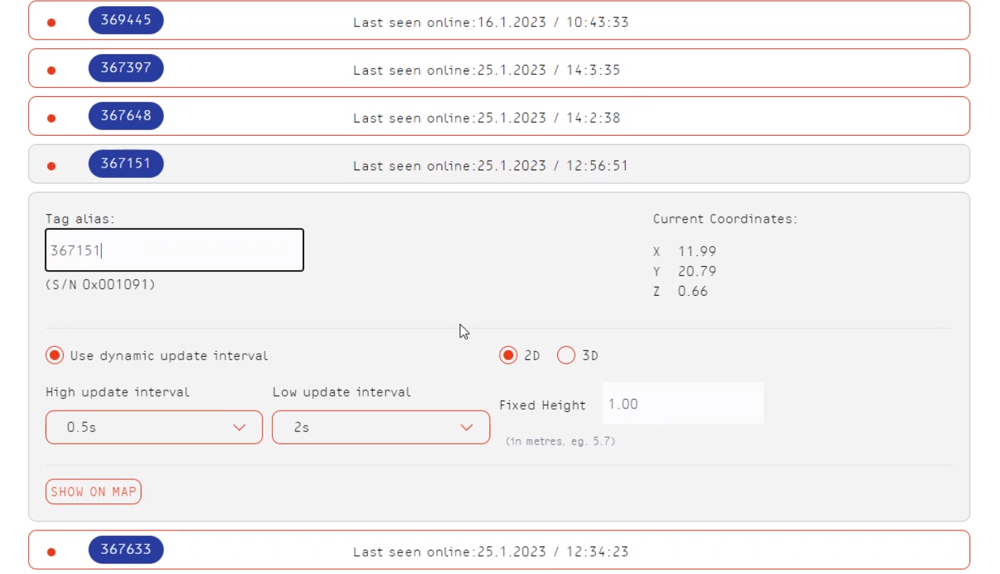 369445 Last seen online:16.1.2023 / 10:43:33
367397 Last seen online:25.1.2023 / 14:3:35
367648 Last seen online:25.1.2023 / 14:2:38
367151 Last seen online:25.1.2023 / 12:56:51
Tag alias:
367151
(S/N 0x001091)
Current Coordinates:
X 11.99
Y 20.79
Z 0.66
Use dynamic update interval
2D 3D
High update interval
0.5s
Low update interval
2s
Fixed Height 1.00
(in metres, eg. 5.7)
SHOW ON MAP
367633 Last seen online:25.1.2023 / 12:34:23